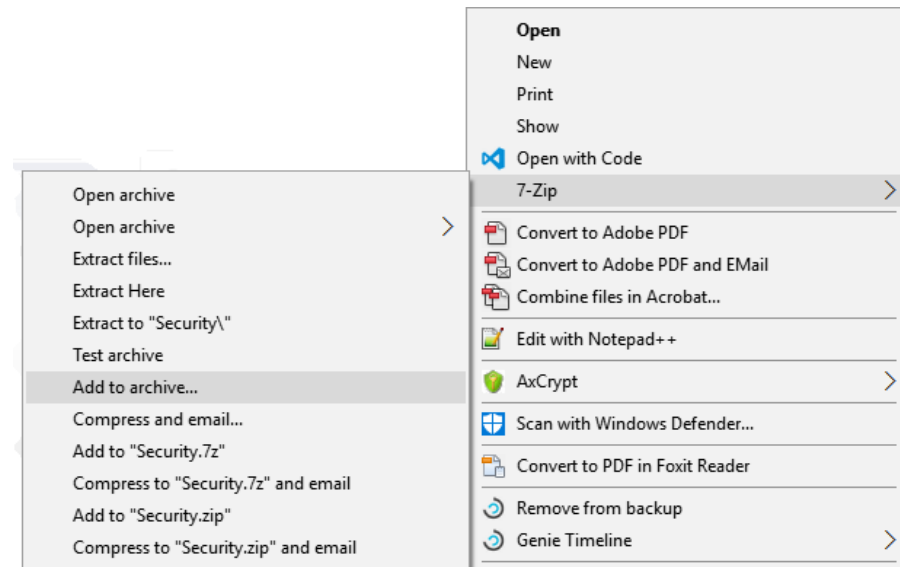 Open
New
Print
Show
Open with Code
7-Zip
Convert to Adobe PDF
Convert to Adobe PDF and EMail
Combine files in Acrobat...
Edit with Notepad++
AxCrypt
Scan with Windows Defender...
Convert to PDF in Foxit Reader
Remove from backup
Genie Timeline
Open archive
Open archive
Extract files...
Extract Here
Extract to "Security\"
Test archive
Add to archive...
Compress and email...
Add to "Security.7z"
Compress to "Security.7z" and email
Add to "Security.zip"
Compress to "Security.zip" and email